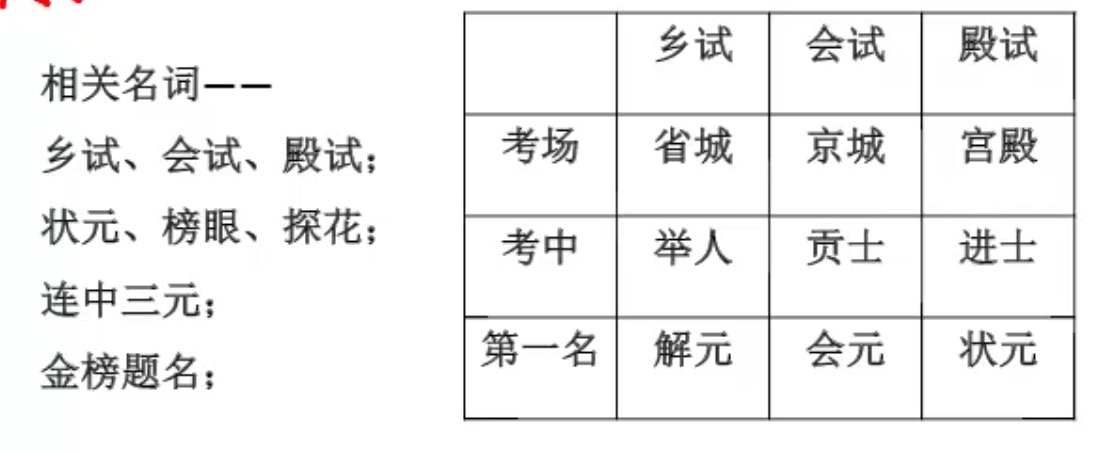 相关名词——
乡试、会试、殿试；
状元、榜眼、探花；
连中三元；
金榜题名；
乡试 会试 殿试
考场 省城 京城 宫殿
考中 举人 贡士 进士
第一名 解元 会元 状元